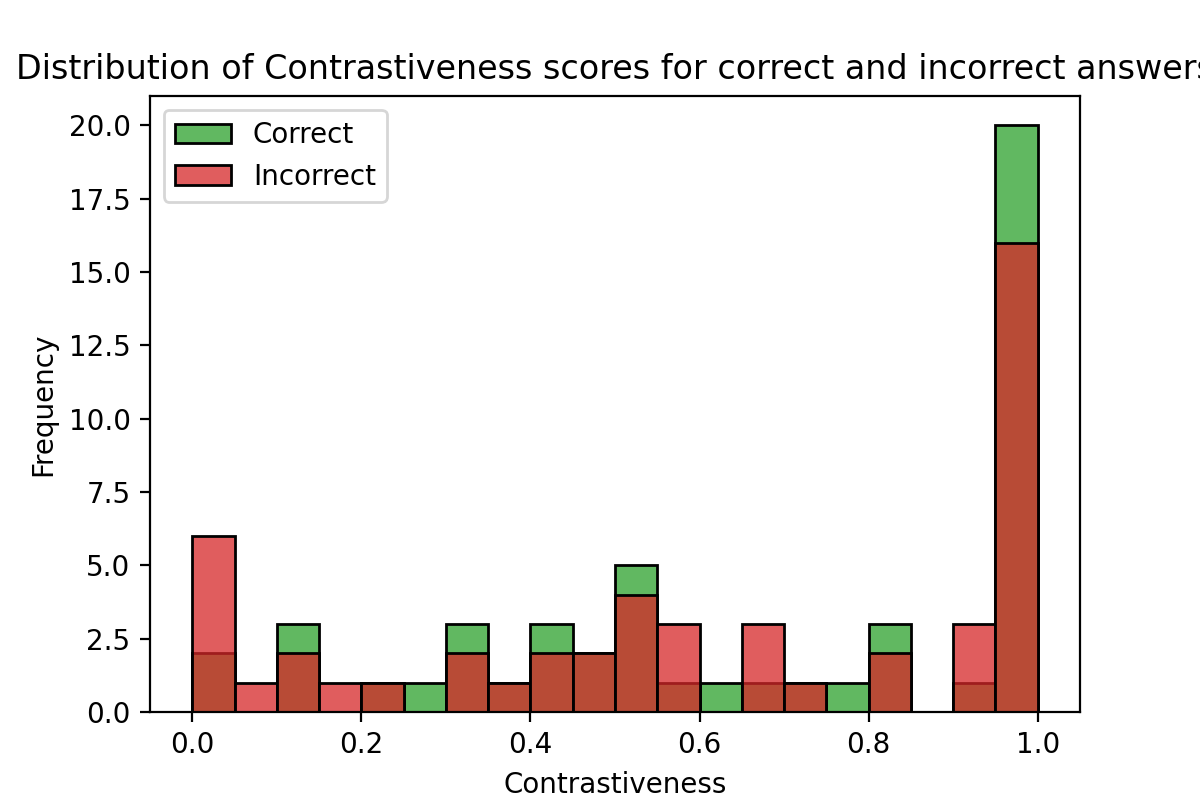 Distribution of Contrastiveness scores for correct and incorrect answers
Correct
Incorrect
20.0
17.5
15.0
12.5
10.0
7.5
5.0
2.5
0.0
Frequency
0.0 0.2 0.4 0.6 0.8 1.0
Contrastiveness